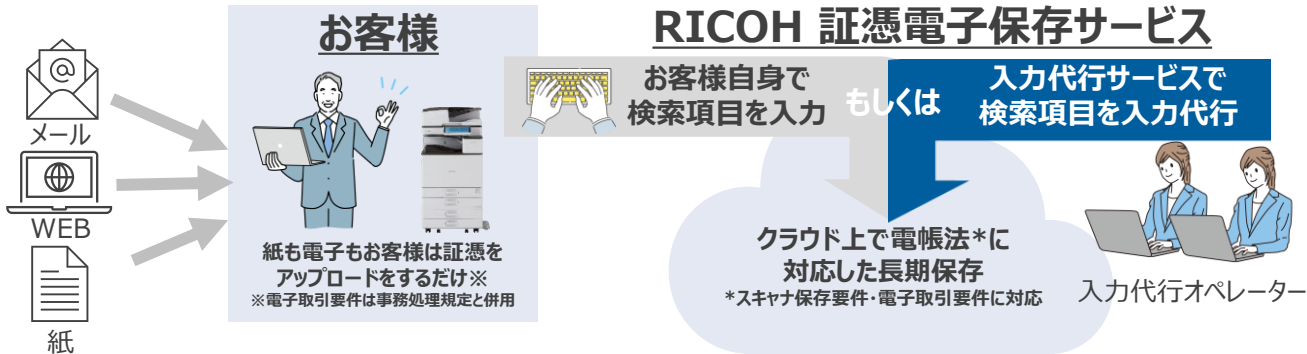 お客様
RICOH 証憑電子保存サービス
メール
WEB
紙
紙も電子もお客様は証憑を
アップロードをするだけ※
※電子取引要件は事務処理規定と併用
お客様自身で
検索項目を入力
もしくは
入力代行サービスで
検索項目を入力代行
クラウド上で電帳法*に
対応した長期保存
*スキャナ保存要件・電子取引要件に対応
入力代行オペレーター